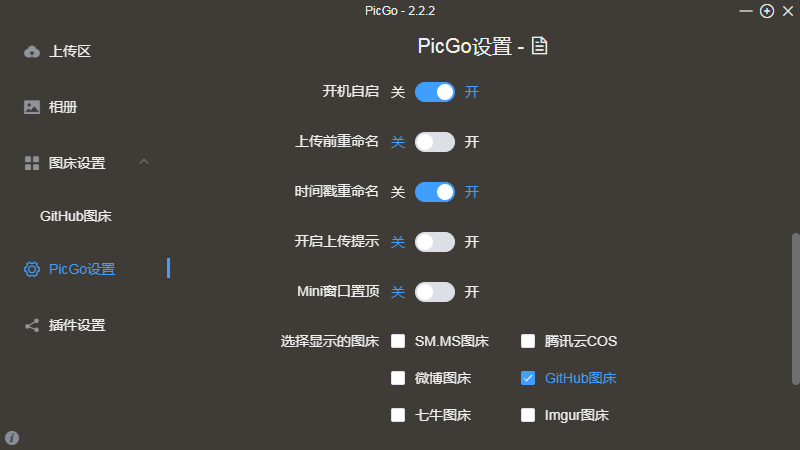 PicGo - 2.2.2
上传区
相册
图床设置
GitHub图床
PicGo设置
插件设置
PicGo设置 -
开机自启 关 开
上传前重命名 关 开
时间戳重命名 关 开
开启上传提示 关 开
Mini窗口置顶 关 开
选择显示的图床 SM.MS图床 腾讯云COS
微博图床 GitHub图床
七牛图床 Imgur图床